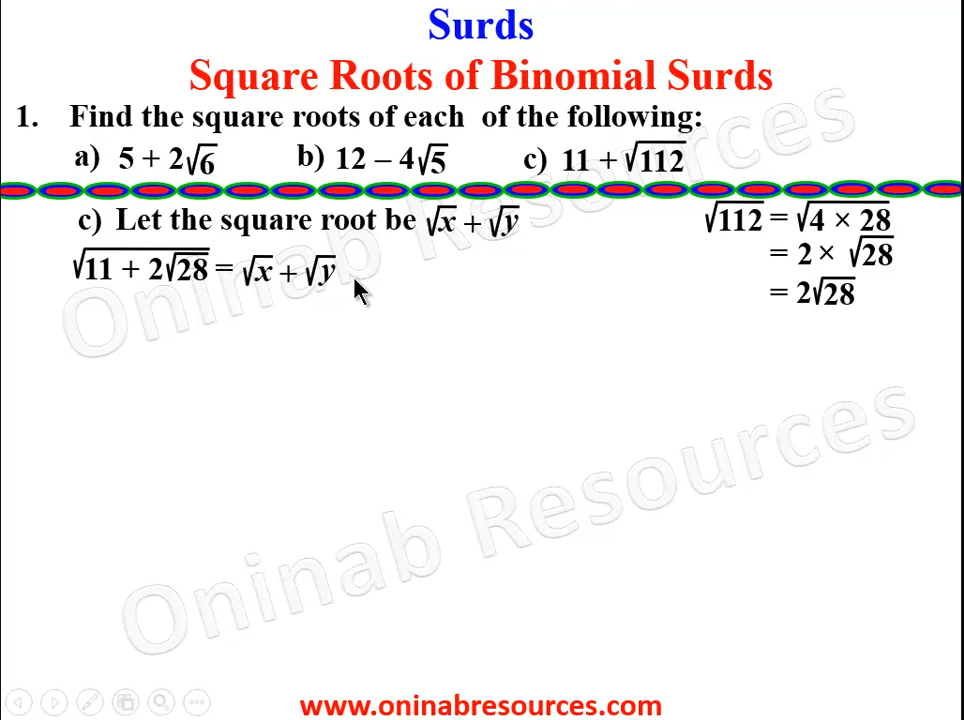 Surds
Square Roots of Binomial Surds
1. Find the square roots of each of the following:
a) 5 + 2√6 b) 12 – 4√5 c) 11 + √112
c) Let the square root be √x + √y
√(11 + 2√28) = √x + √y
√112 = √(4 × 28)
= 2 × √28
= 2√28
Oninab Resources
Oninab Resources
www.oninabresources.com